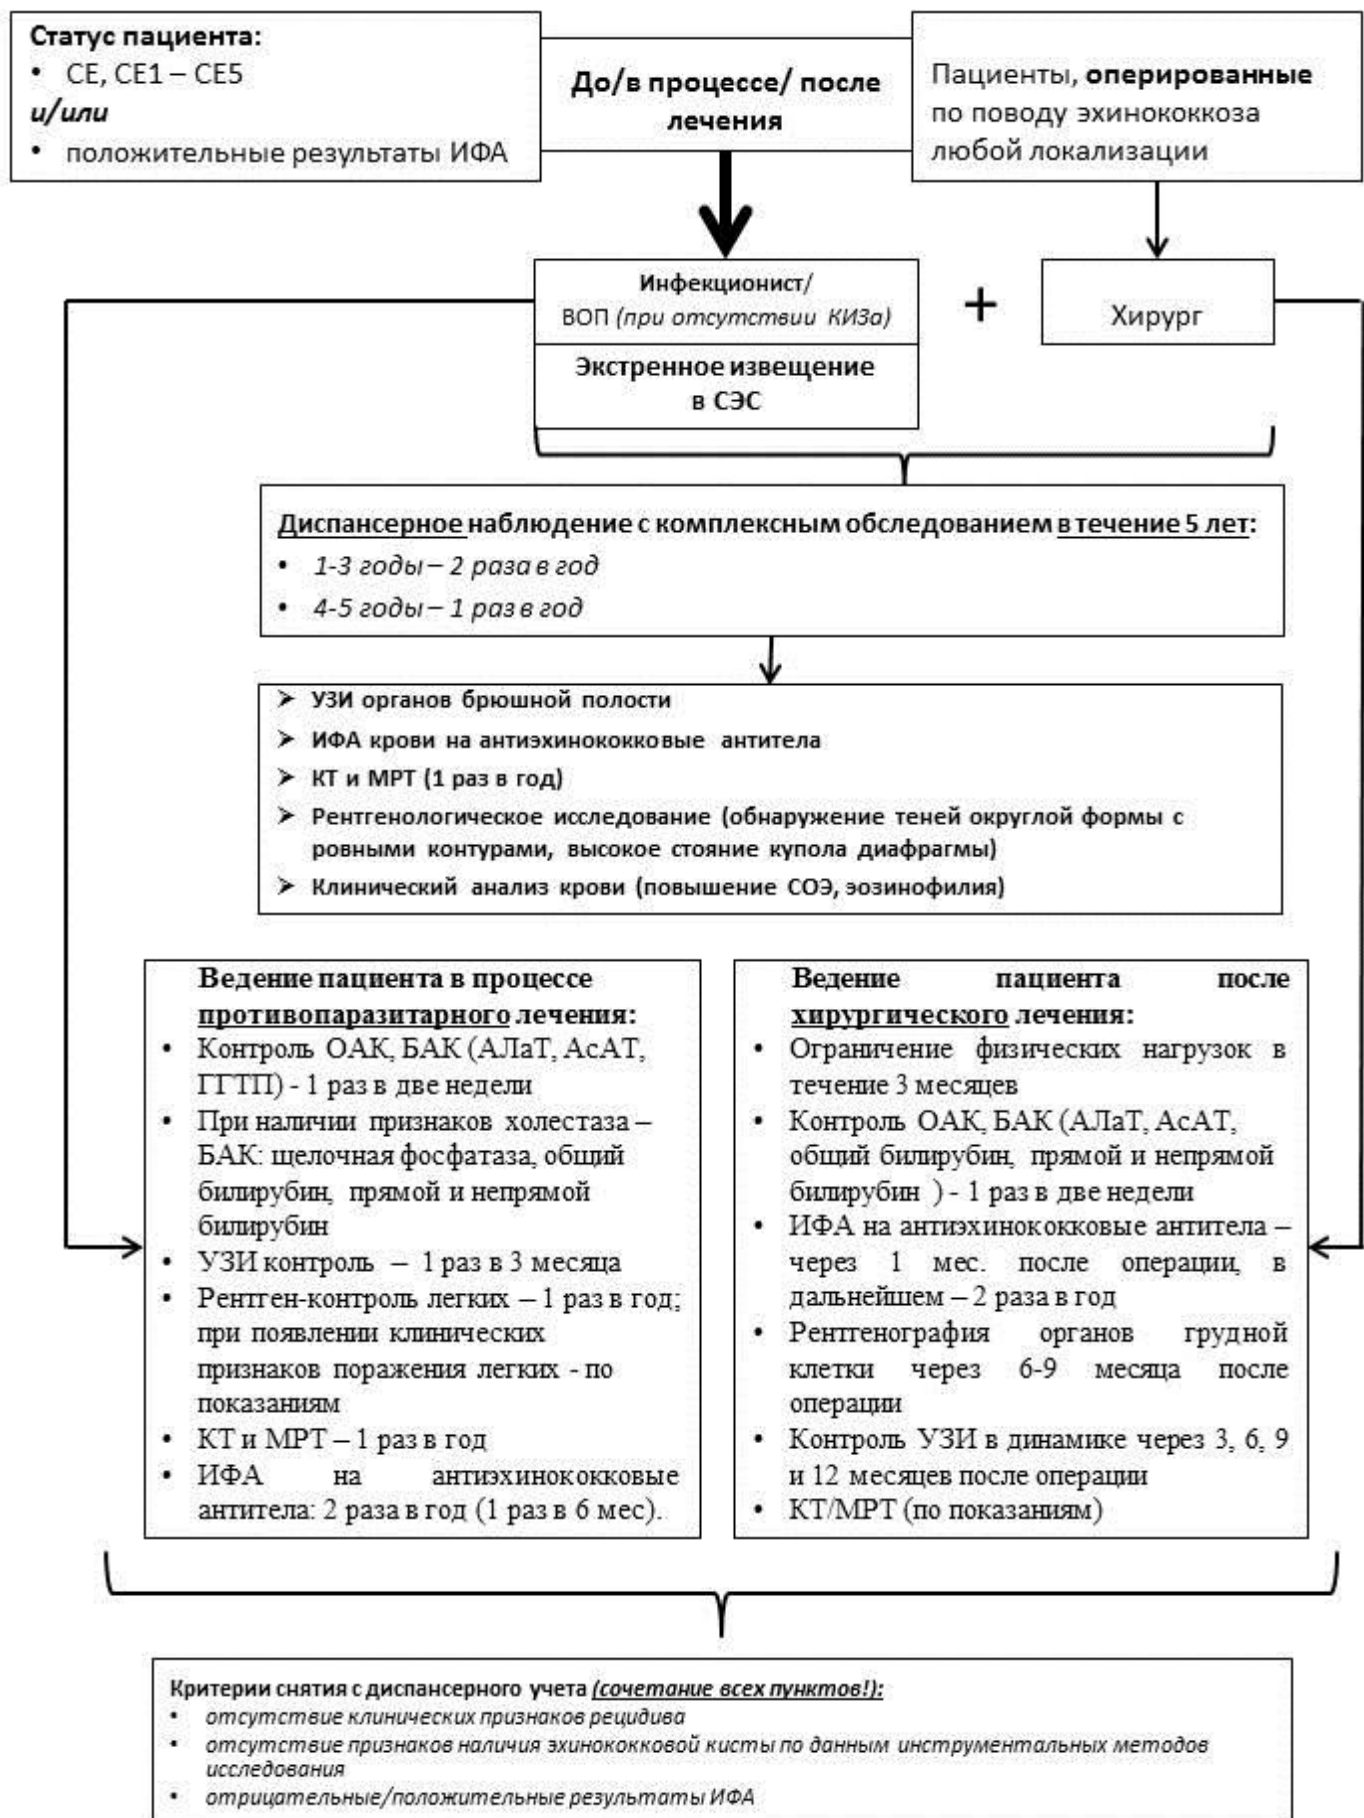 Статус пациента:
• СЕ, СЕ1 – СЕ5
и/или
• положительные результаты ИФА
До/в процессе/ после
лечения
Пациенты, оперированные
по поводу эхинококкоза
любой локализации
Инфекционист/
ВОП (при отсутствии КИЗа)
Экстренное извещение
в СЭС
+
Хирург
Диспансерное наблюдение с комплексным обследованием в течение 5 лет:
• 1-3 годы – 2 раза в год
• 4-5 годы – 1 раз в год
➢ УЗИ органов брюшной полости
➢ ИФА крови на антиэхинококковые антитела
➢ КТ и МРТ (1 раз в год)
➢ Рентгенологическое исследование (обнаружение теней округлой формы с
ровными контурами, высокое стояние купола диафрагмы)
➢ Клинический анализ крови (повышение СОЭ, эозинофилия)
Ведение пациента в процессе
противопаразитарного лечения:
• Контроль ОАК, БАК (АЛаТ, АсАТ,
ГГТП) - 1 раз в две недели
• При наличии признаков холестаза –
БАК: щелочная фосфатаза, общий
билирубин, прямой и непрямой
билирубин
• УЗИ контроль – 1 раз в 3 месяца
• Рентген-контроль легких – 1 раз в год;
при появлении клинических
признаков поражения легких - по
показаниям
• КТ и МРТ – 1 раз в год
• ИФА на антиэхинококковые
антитела: 2 раза в год (1 раз в 6 мес).
Ведение пациента после
хирургического лечения:
• Ограничение физических нагрузок в
течение 3 месяцев
• Контроль ОАК, БАК (АЛаТ, АсАТ,
общий билирубин, прямой и непрямой
билирубин ) - 1 раз в две недели
• ИФА на антиэхинококковые антитела –
через 1 мес. после операции, в
дальнейшем – 2 раза в год
• Рентгенография органов грудной
клетки через 6-9 месяца после
операции
• Контроль УЗИ в динамике через 3, 6, 9
и 12 месяцев после операции
• КТ/МРТ (по показаниям)
Критерии снятия с диспансерного учета (сочетание всех пунктов!):
• отсутствие клинических признаков рецидива
• отсутствие признаков наличия эхинококковой кисты по данным инструментальных методов
исследования
• отрицательные/положительные результаты ИФА